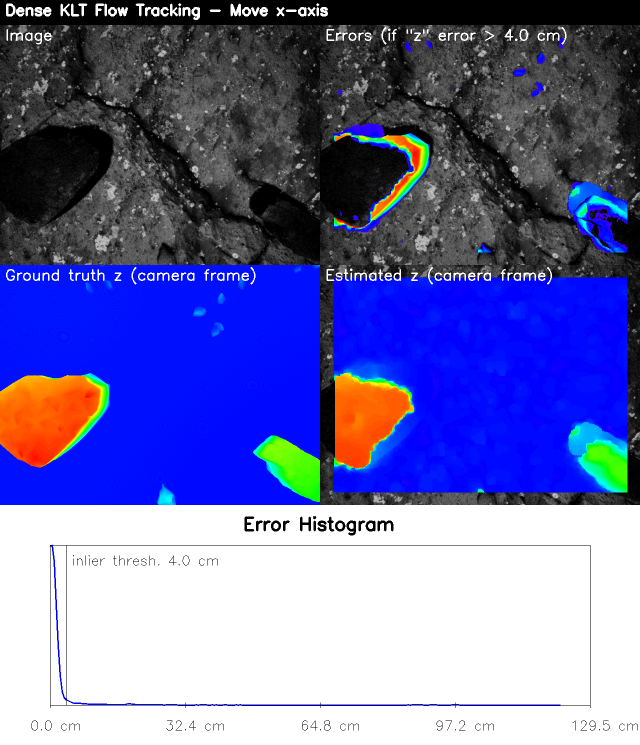 Dense KLT Flow Tracking - Move x-axis
Image
Errors (if "z" error > 4.0 cm)
Ground truth z (camera frame)
Estimated z (camera frame)
Error Histogram
inlier thresh. 4.0 cm
0.0 cm
32.4 cm
64.8 cm
97.2 cm
129.5 cm